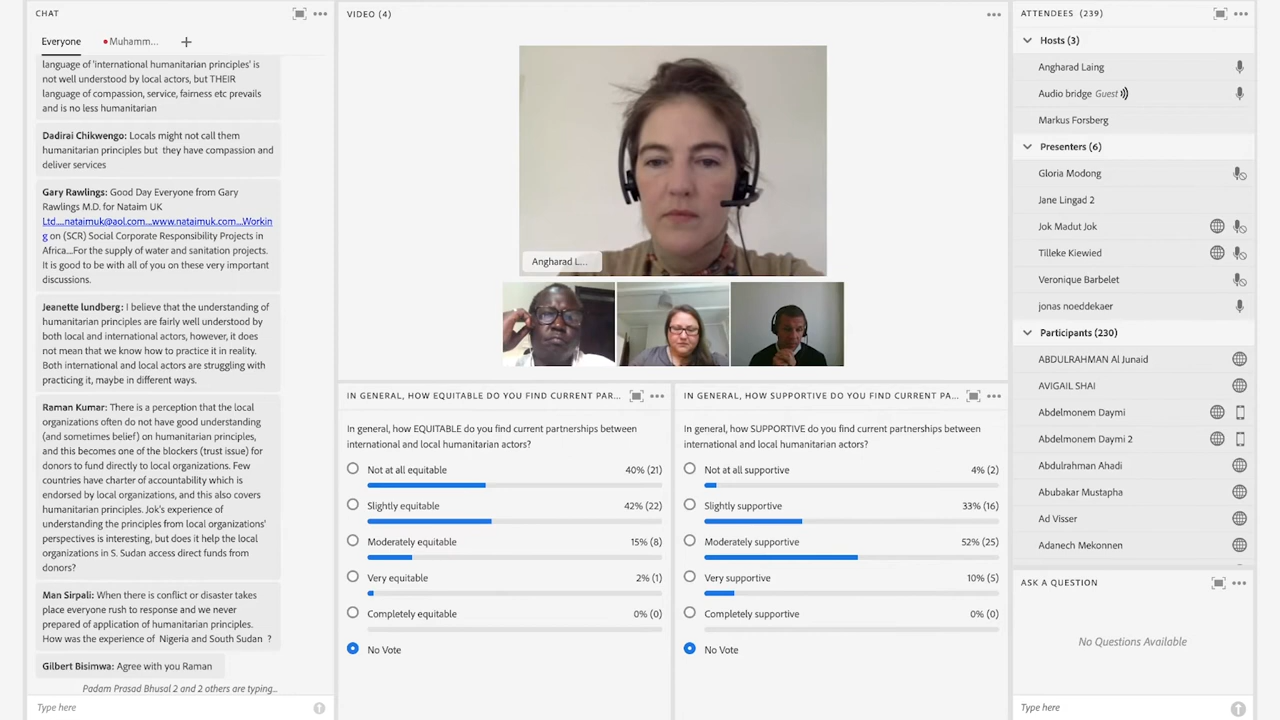 CHAT
Everyone
Muhamm...
language of 'international humanitarian principles' is
not well understood by local actors, but THEIR
language of compassion, service, fairness etc prevails
and is no less humanitarian
Dadirai Chikwengo: Locals might not call them
humanitarian principles but they have compassion and
deliver services
Gary Rawlings: Good Day Everyone from Gary
Rawlings M.D. for Nataim UK
Ltd....nataimuk@aol.com...www.nataimuk.com...Workin
g on (SCR) Social Corporate Responsibility Projects in
Africa....For the supply of water and sanitation projects.
It is good to be with all of you on these very important
discussions.
Jeanette lundberg: I believe that the understanding of
humanitarian principles are fairly well understood by
both local and international actors, however, it does
not mean that we know how to practice it in reality.
Both international and local actors are struggling with
practicing it, maybe in different ways.
Raman Kumar: There is a perception that the local
organizations often do not have good understanding
(and sometimes belief) on humanitarian principles,
and this becomes one of the blockers (trust issue) for
donors to fund directly to local organizations. Few
countries have charter of accountability which is
endorsed by local organizations, and this also covers
humanitarian principles. Jok's experience of
understanding the principles from local organizations'
perspectives is interesting, but does it help the local
organizations in S. Sudan access direct funds from
donors?
Man Sirpali: When there is conflict or disaster takes
place everyone rush to response and we never
prepared of application of humanitarian principles.
How was the experience of Nigeria and South Sudan ?
Gilbert Bisimwa: Agree with you Raman
Padam Prasad Bhusal 2 and 2 others are typing...
Type here
VIDEO (4)
Angharad L...
IN GENERAL, HOW EQUITABLE DO YOU FIND CURRENT PAR...
In general, how EQUITABLE do you find current partnerships between
international and local humanitarian actors?
Not at all equitable 40% (21)
Slightly equitable 42% (22)
Moderately equitable 15% (8)
Very equitable 2% (1)
Completely equitable 0% (0)
No Vote
IN GENERAL, HOW SUPPORTIVE DO YOU FIND CURRENT PA...
In general, how SUPPORTIVE do you find current partnerships between
international and local humanitarian actors?
Not at all supportive 4% (2)
Slightly supportive 33% (16)
Moderately supportive 52% (25)
Very supportive 10% (5)
Completely supportive 0% (0)
No Vote
ATTENDEES (239)
Hosts (3)
Angharad Laing
Audio bridge Guest
Markus Forsberg
Presenters (6)
Gloria Modong
Jane Lingad 2
Jok Madut Jok
Tilleke Kiewied
Veronique Barbelet
jonas noeddekaer
Participants (230)
ABDULRAHMAN Al Junaid
AVIGAIL SHAI
Abdelmonem Daymi
Abdelmonem Daymi 2
Abdulrahman Ahadi
Abubakar Mustapha
Ad Visser
Adanech Mekonnen
ASK A QUESTION
No Questions Available
Type here